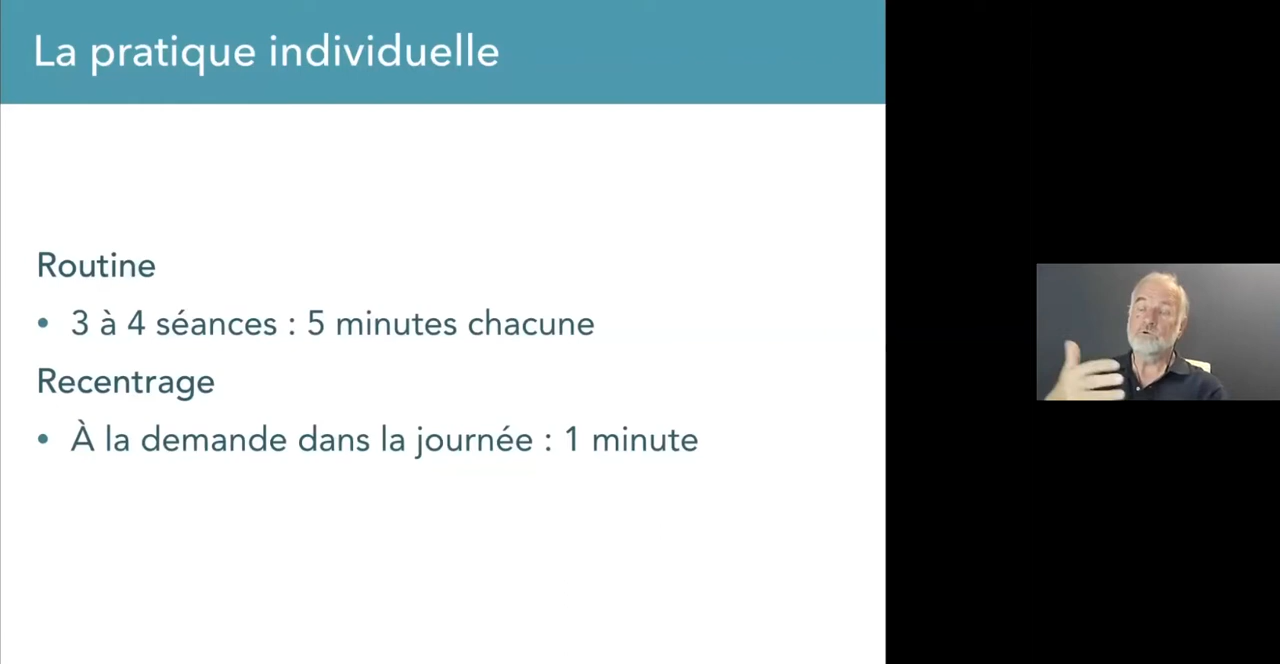 La pratique individuelle
Routine
• 3 à 4 séances : 5 minutes chacune
Recentrage
• À la demande dans la journée : 1 minute